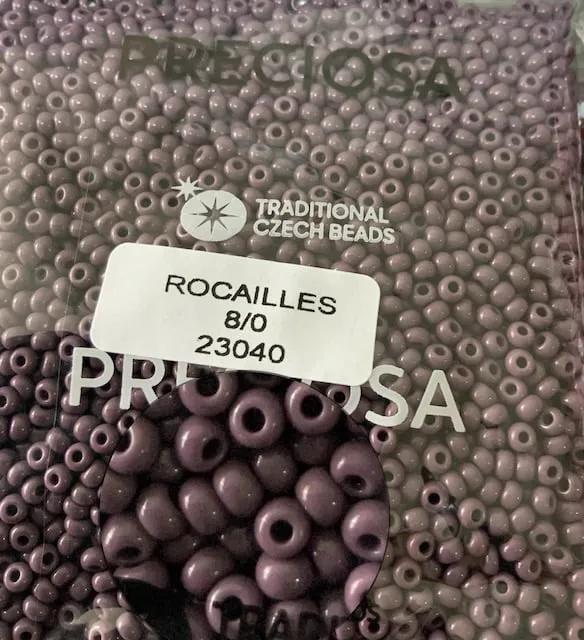 PRECIOSA
TRADITIONAL
CZECH BEADS
ROCAILLES
8/0
23040
PRECIOSA